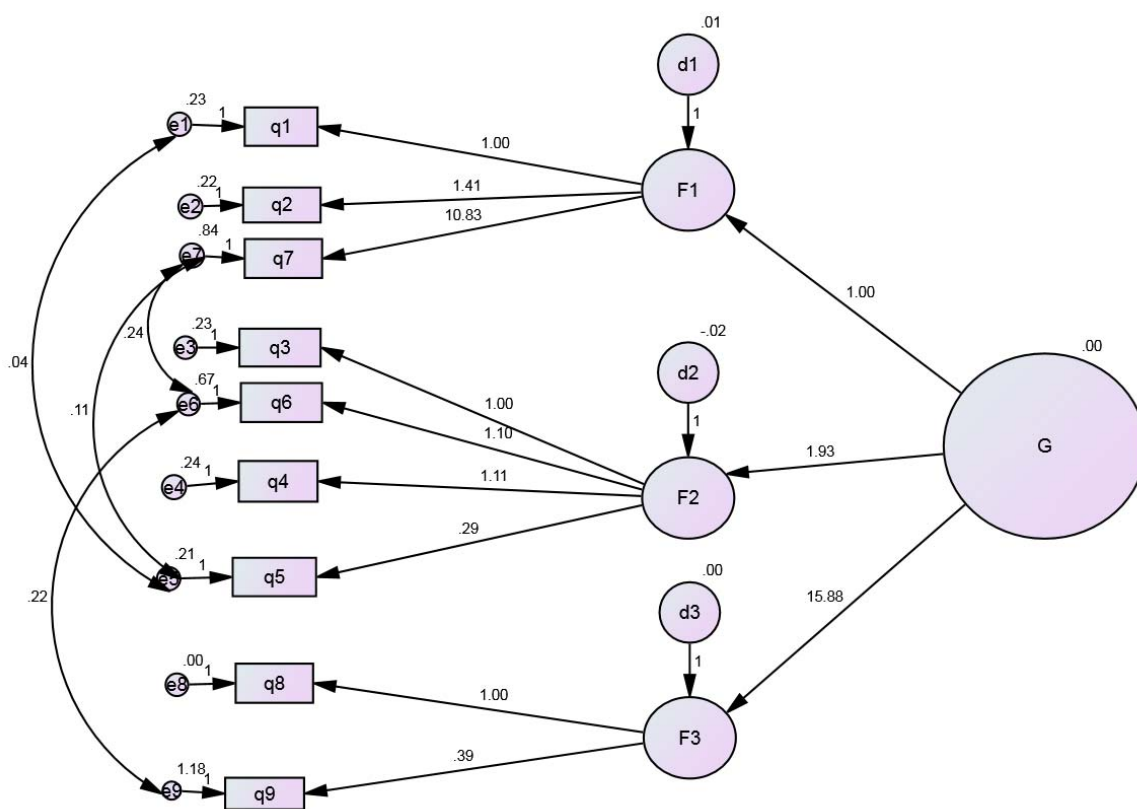 .01
d1
1
.23
e1
1
q1
1.00
F1
.22
e2
1
q2
1.41
10.83
.84
e7
1
q7
1.00
.24
.23
e3
1
q3
-.02
d2
1
.00
G
.04
.67
e6
1
q6
1.00
1.10
.11
.24
e4
1
q4
1.11
F2
1.93
.29
.21
e5
1
q5
.22
.00
d3
1
15.88
.00
e8
1
q8
1.00
F3
.39
1.18
e9
1
q9